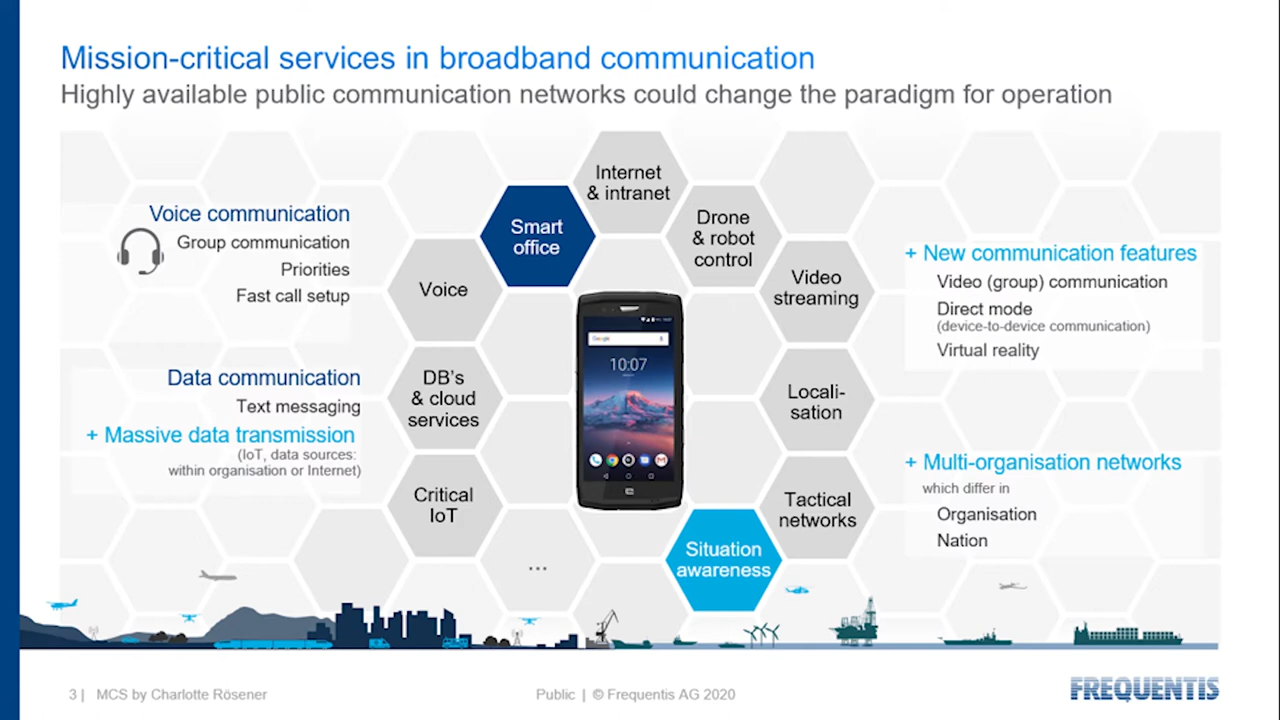 Mission-critical services in broadband communication
Highly available public communication networks could change the paradigm for operation
Voice communication
Group communication
Priorities
Fast call setup
Data communication
Text messaging
+ Massive data transmission
(IoT, data sources:
within organisation or Internet)
Internet
& intranet
Smart
office
Drone
& robot
control
Voice
Video
streaming
DB's
& cloud
services
Locali-
sation
Critical
IoT
Tactical
networks
Situation
awareness
...
Google
10:07
+ New communication features
Video (group) communication
Direct mode
(device-to-device communication)
Virtual reality
+ Multi-organisation networks
which differ in
Organisation
Nation
3 | MCS by Charlotte Rösener
Public | © Frequentis AG 2020
FREQUENTIS